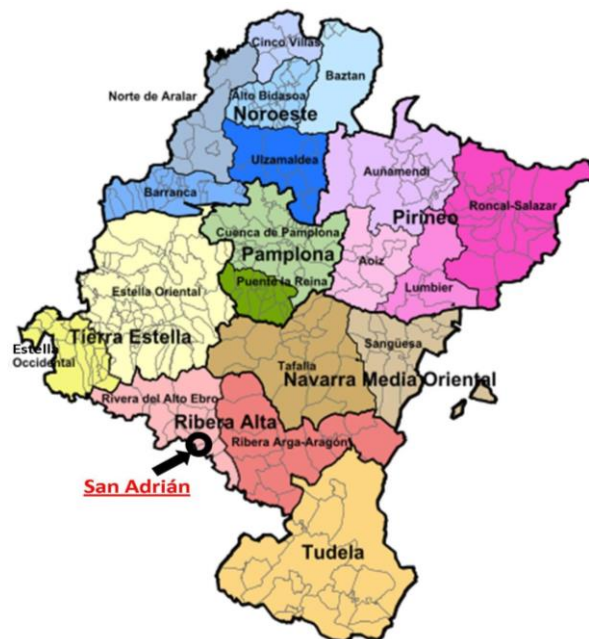 Cinco Villas
Baztan
Norte de Aralar
Alto Bidasoa
Noroeste
Ulzamaldea
Auñamendi
Roncal-Salazar
Barranca
Pirineo
Cuenca de Pamplona
Pamplona
Aoiz
Puente la Reina
Lumbier
Estella Oriental
Tierra Estella
Estella
Occidental
Sangüesa
Tafalla
Navarra Media Oriental
Rivera del Alto Ebro
Ribera Alta
Ribera Arga-Aragón
San Adrián
Tudela